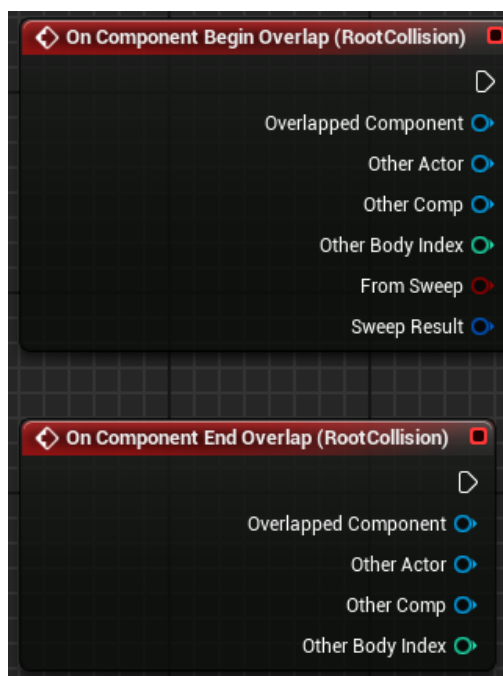 On Component Begin Overlap (RootCollision)
Overlapped Component
Other Actor
Other Comp
Other Body Index
From Sweep
Sweep Result
On Component End Overlap (RootCollision)
Overlapped Component
Other Actor
Other Comp
Other Body Index